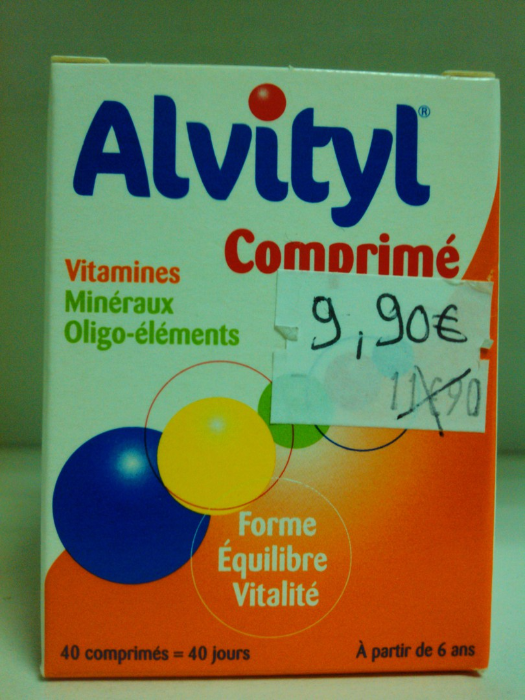 Alvityl®
Comprimé
Vitamines
Minéraux
Oligo-éléments
9,90€
11€90
Forme
Équilibre
Vitalité
40 comprimés = 40 jours
À partir de 6 ans